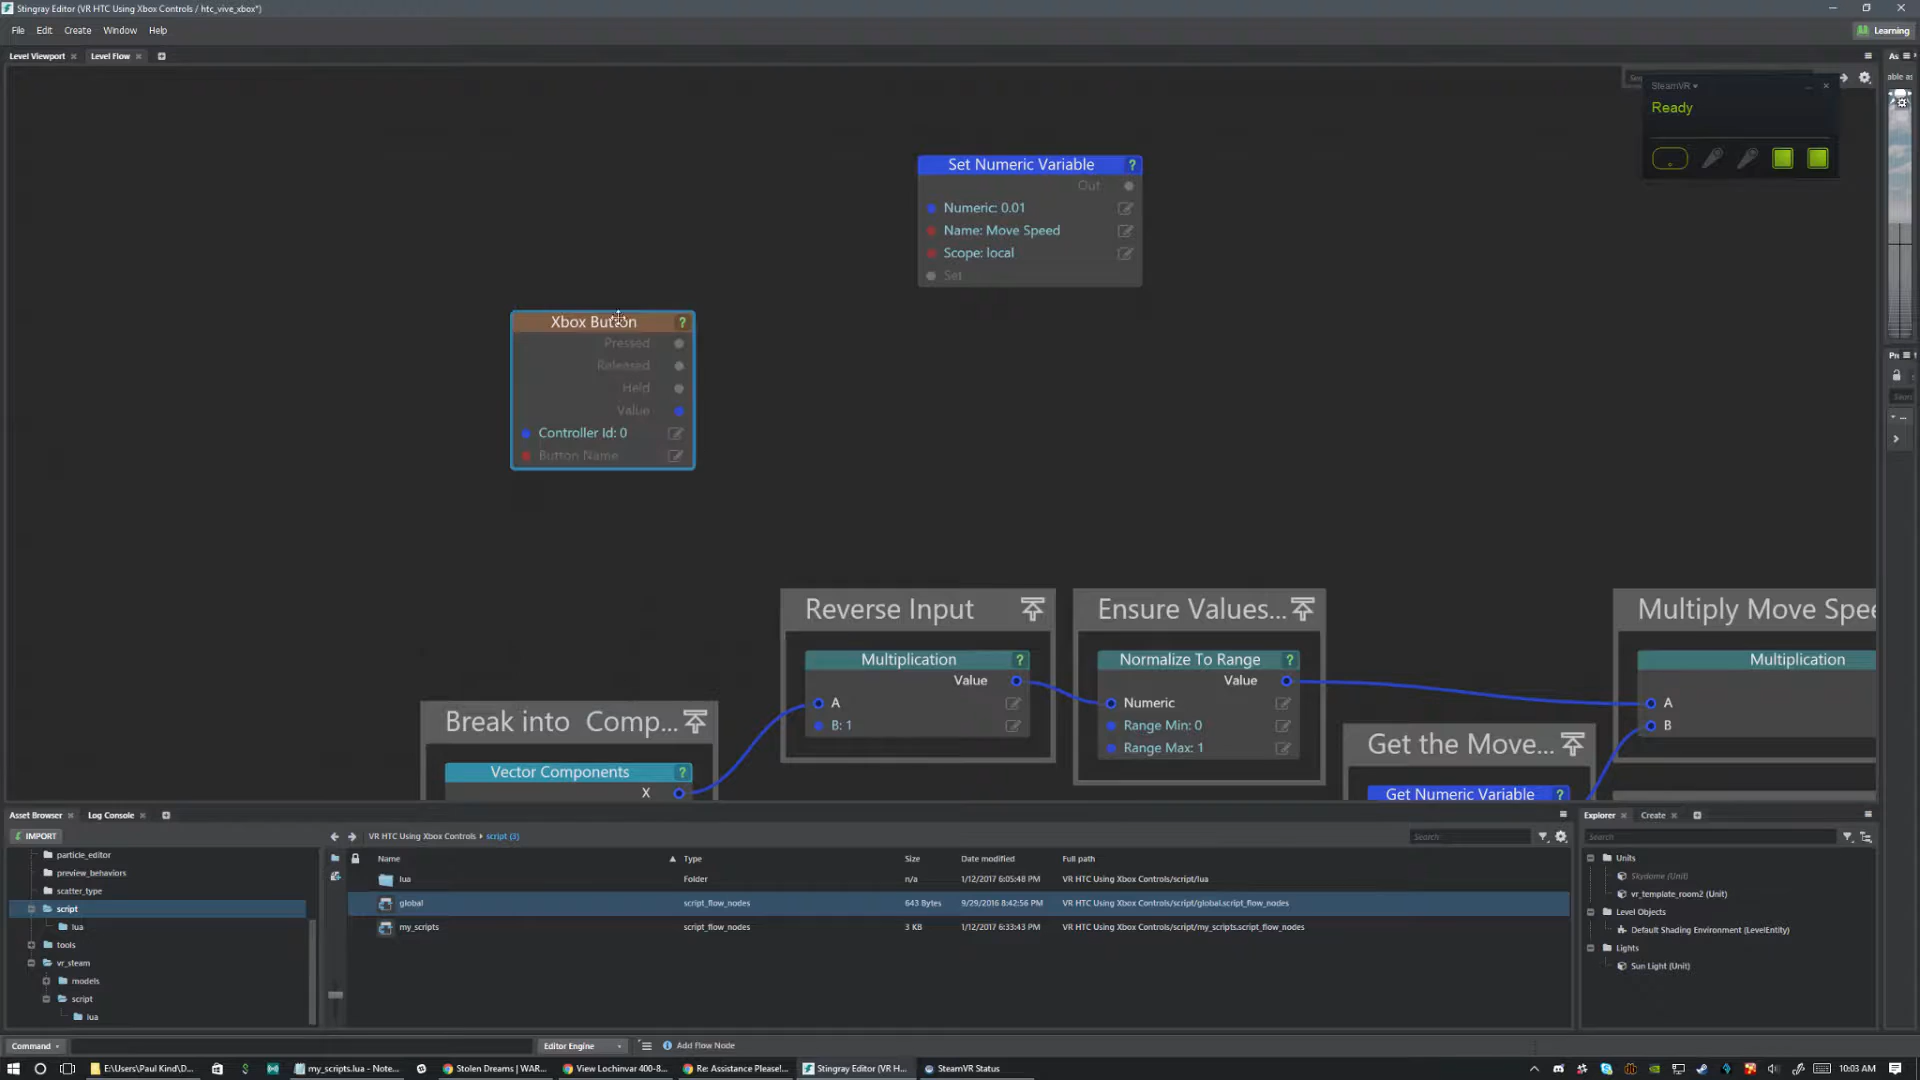 Stingray Editor (VR HTC Using Xbox Controls / htc_vive_xbox*)
File Edit Create Window Help
Learning
Level Viewport
Level Flow
SteamVR
Ready
Set Numeric Variable ?
Out
Numeric: 0.01
Name: Move Speed
Scope: local
Set
Xbox Button ?
Pressed
Released
Held
Value
Controller Id: 0
Button Name
Reverse Input
Ensure Values...
Multiply Move Spee
Multiplication ?
Value
A
B: 1
Normalize To Range ?
Value
Numeric
Range Min: 0
Range Max: 1
Multiplication
A
B
Break into Comp...
Vector Components ?
X
Get the Move...
Get Numeric Variable ?
Asset Browser
Log Console
IMPORT
VR HTC Using Xbox Controls script (3)
Search
particle_editor
preview_behaviors
scatter_type
script
lua
tools
vr_steam
models
script
lua
Name Type Size Date modified Full path
lua Folder n/a 1/12/2017 6:05:48 PM VR HTC Using Xbox Controls/script/lua
global script_flow_nodes 643 Bytes 9/29/2016 8:42:56 PM VR HTC Using Xbox Controls/script/global.script_flow_nodes
my_scripts script_flow_nodes 3 KB 1/12/2017 6:33:43 PM VR HTC Using Xbox Controls/script/my_scripts.script_flow_nodes
Explorer
Create
Search
Units
Skydome (Unit)
vr_template_room2 (Unit)
Level Objects
Default Shading Environment (LevelEntity)
Lights
Sun Light (Unit)
Command
Editor Engine
Add Flow Node
E:\Users\Paul Kind\D...
my_scripts.lua - Note...
Stolen Dreams | WAR...
View Lochinvar 400-8...
Re: Assistance Please!...
Stingray Editor (VR H...
SteamVR Status
10:03 AM